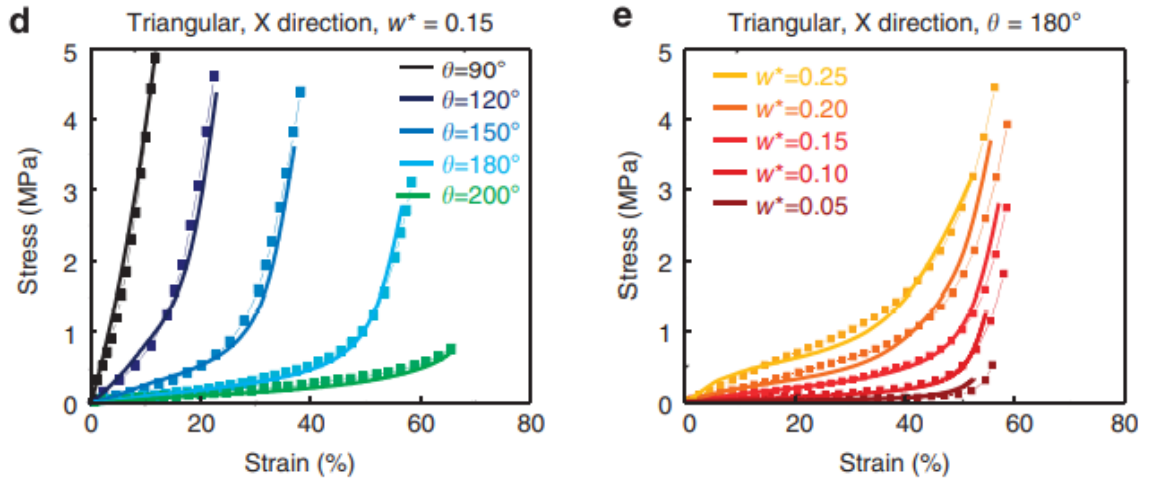 d
Triangular, X direction, w* = 0.15
5
4
3
2
1
0
Stress (MPa)
θ=90°
θ=120°
θ=150°
θ=180°
θ=200°
0
20
40
60
80
Strain (%)
e
Triangular, X direction, θ = 180°
5
4
3
2
1
0
Stress (MPa)
w*=0.25
w*=0.20
w*=0.15
w*=0.10
w*=0.05
0
20
40
60
80
Strain (%)